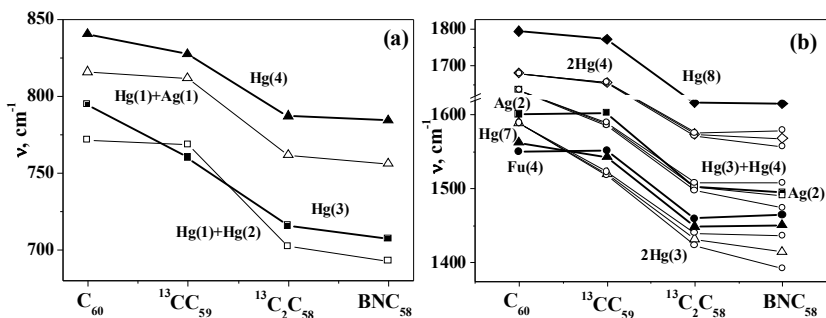 (a)
850
800
750
700
ν, cm⁻¹
Hg(4)
Hg(1)+Ag(1)
Hg(3)
Hg(1)+Hg(2)
C₆₀
¹³CC₅₉
¹³C₂C₅₈
BNC₅₈
(b)
1800
1700
1600
1500
1400
ν, cm⁻¹
2Hg(4)
Hg(8)
Ag(2)
Hg(7)
Fu(4)
Hg(3)+Hg(4)
Ag(2)
2Hg(3)
C₆₀
¹³CC₅₉
¹³C₂C₅₈
BNC₅₈